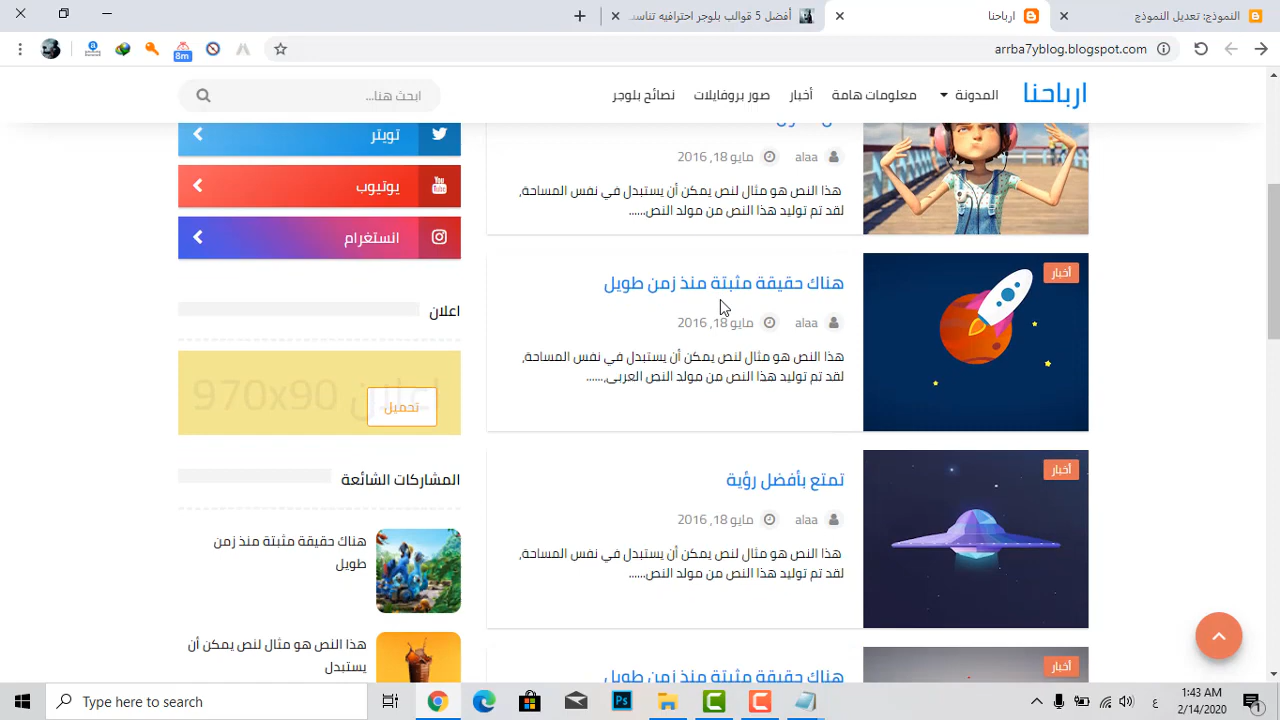 النموذج: تعديل النموذج
ارباحنا
أفضل 5 قوالب بلوجر احترافيه تناسـ
arrba7yblog.blogspot.com
8m
ارباحنا
المدونة
معلومات هامة
أخبار
صور بروفايلات
نصائح بلوجر
ابحث هنا...
مايو 18, 2016
alaa
هذا النص هو مثال لنص يمكن أن يستبدل في نفس المساحة,
لقد تم توليد هذا النص من مولد النص......
أخبار
هناك حقيقة مثبتة منذ زمن طويل
alaa
مايو 18, 2016
هذا النص هو مثال لنص يمكن أن يستبدل في نفس المساحة,
لقد تم توليد هذا النص من مولد النص العربى,......
أخبار
تمتع بأفضل رؤية
alaa
مايو 18, 2016
هذا النص هو مثال لنص يمكن أن يستبدل في نفس المساحة,
لقد تم توليد هذا النص من مولد النص......
أخبار
هناك حقيقة مثبتة منذ زمن طويل
تويتر
You Tube
يوتيوب
انستغرام
اعلان
اعلان 970x90
تحميل
المشاركات الشائعة
هناك حقيقة مثبتة منذ زمن
طويل
هذا النص هو مثال لنص يمكن أن
يستبدل
Type here to search
Ps
C
C
ع
1:43 AM
2/14/2020
1